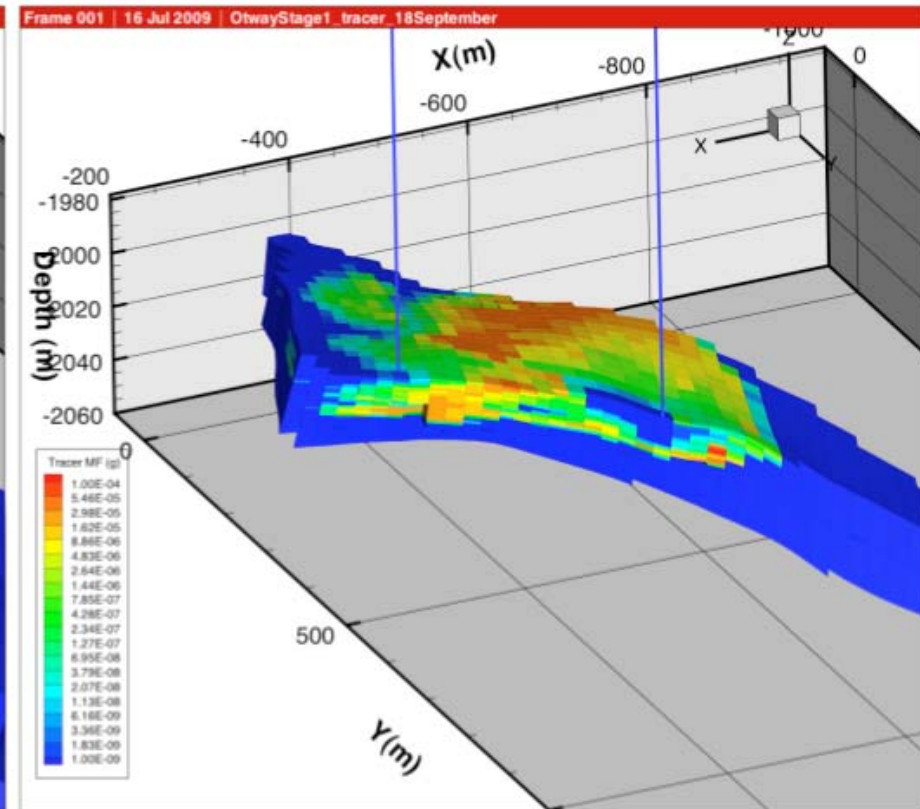 Frame 001 | 16 Jul 2009 | OtwayStage1_tracer_18September
X(m)
-1000
-800
-600
-400
-200
0
Z
X
Y
-1980
-2000
-2020
-2040
-2060
Depth (m)
0
500
Y(m)
Tracer MF (g)
1.00E-04
5.46E-05
2.98E-05
1.62E-05
8.86E-06
4.83E-06
2.64E-06
1.44E-06
7.85E-07
4.28E-07
2.34E-07
1.27E-07
6.95E-08
3.79E-08
2.07E-08
1.13E-08
6.16E-09
3.36E-09
1.83E-09
1.00E-09